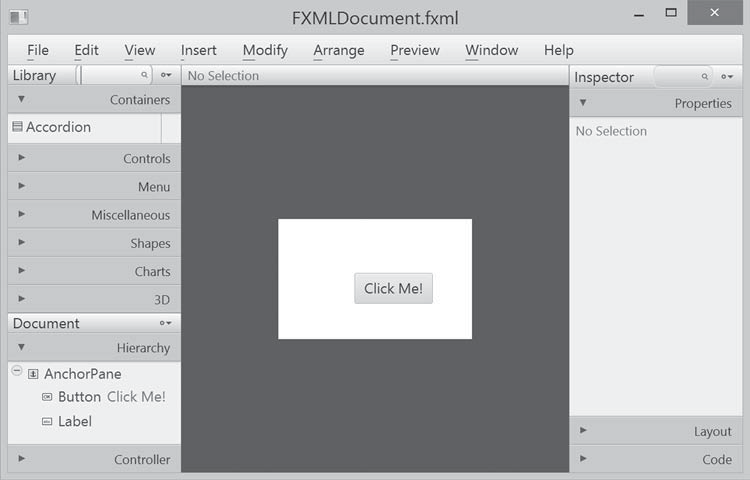 FXMLDocument.fxml
File Edit View Insert Modify Arrange Preview Window Help
Library
Containers
Accordion
Controls
Menu
Miscellaneous
Shapes
Charts
3D
Document
Hierarchy
AnchorPane
Button Click Me!
Label
Controller
No Selection
Click Me!
Inspector
Properties
No Selection
Layout
Code